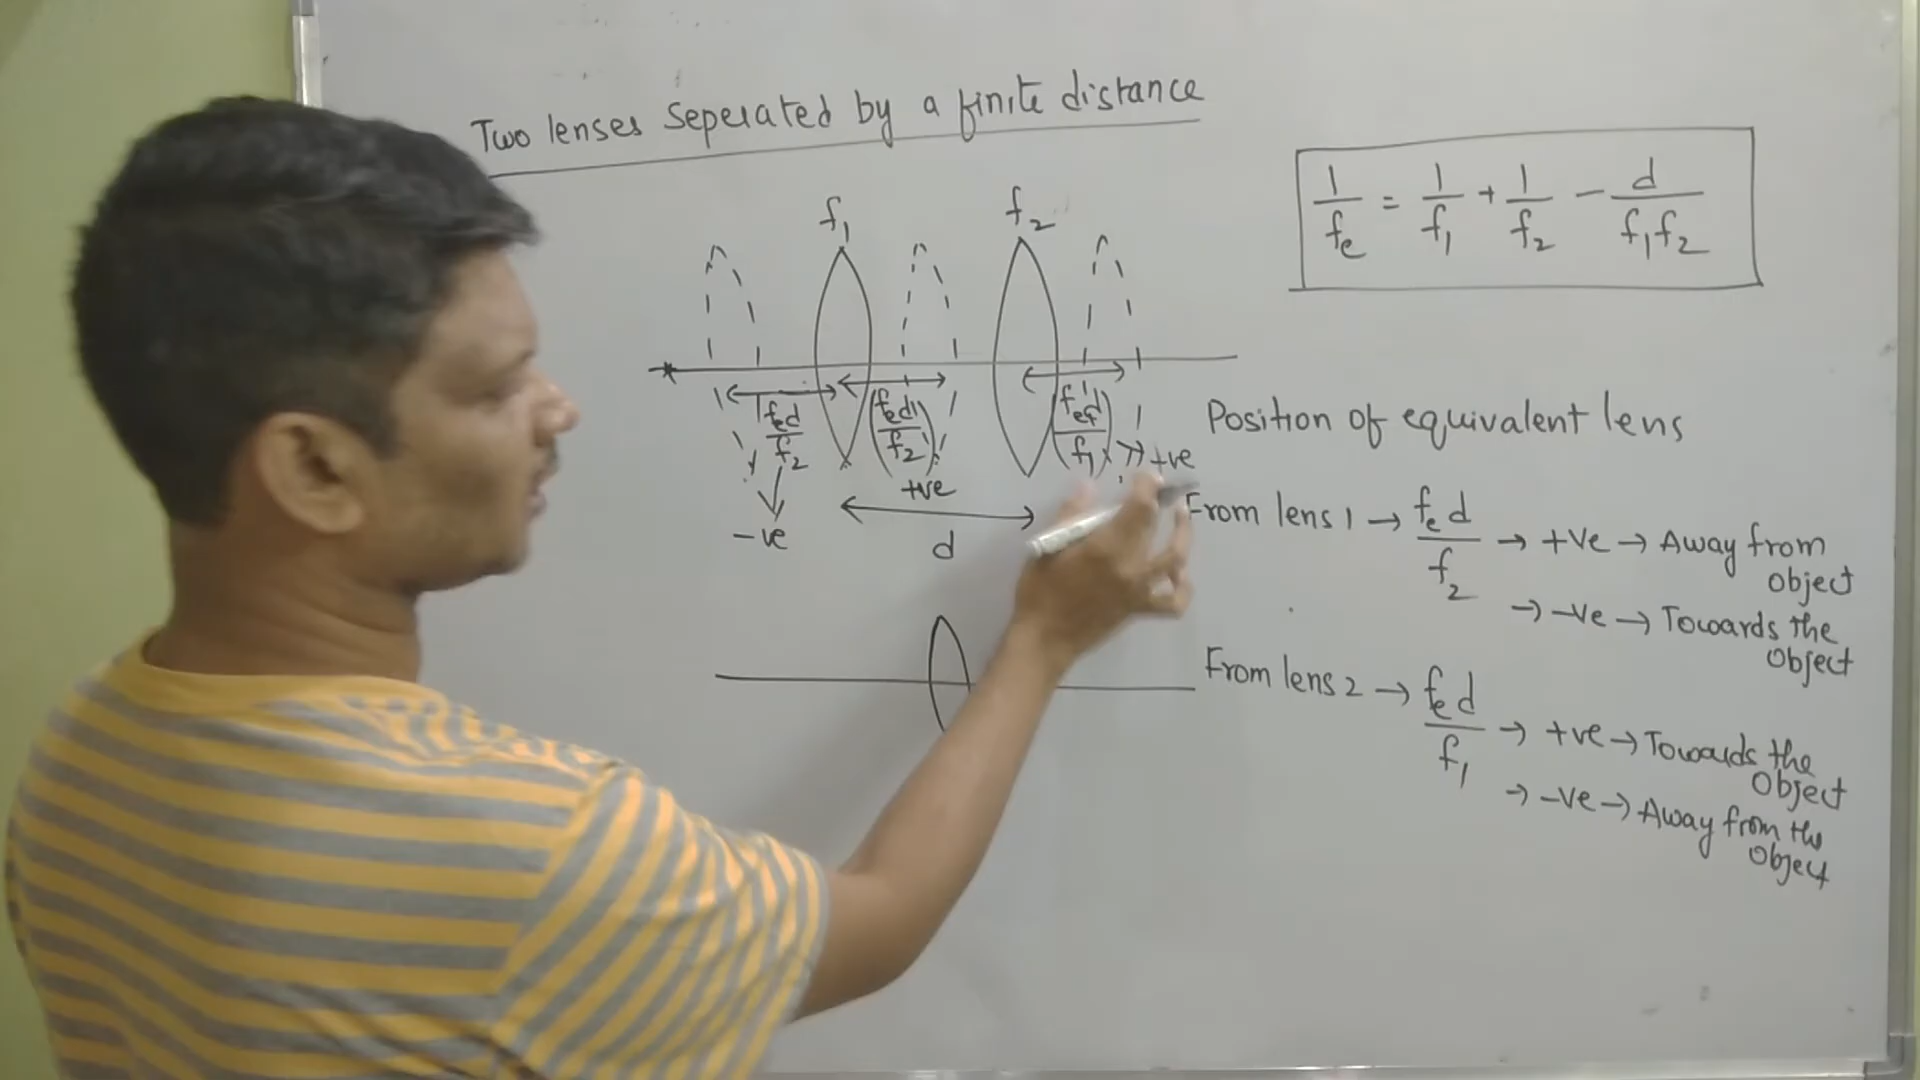 Two lenses Seperated by a finite distance
1/fe = 1/f1 + 1/f2 - d/f1f2
f1
f2
fed/f2
(fed/f2)
-ve
+ve
d
+ve
Position of equivalent lens
From lens 1 → fed/f2 → +ve → Away from object
→ -ve → Towards the object
From lens 2 → fed/f1 → +ve → Towards the object
→ -ve → Away from the object